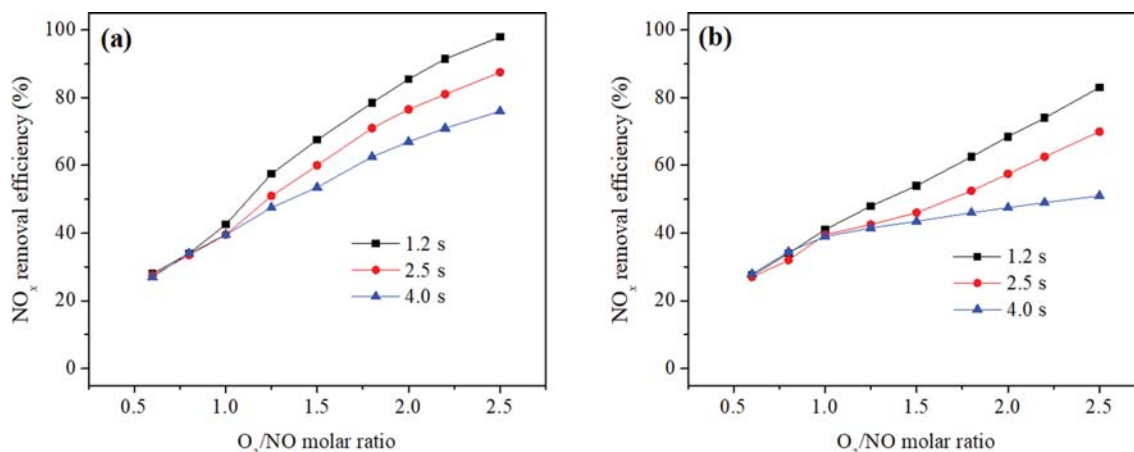 (a)
NOx removal efficiency (%)
100
80
60
40
20
0
1.2 s
2.5 s
4.0 s
0.5 1.0 1.5 2.0 2.5
O3/NO molar ratio
(b)
NOx removal efficiency (%)
100
80
60
40
20
0
1.2 s
2.5 s
4.0 s
0.5 1.0 1.5 2.0 2.5
O3/NO molar ratio